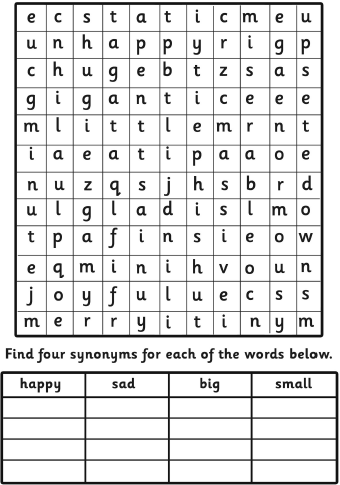 e c s t a t i c m e u
u n h a p p y r i g p
c h u g e b t z s a s
g i g a n t i c e e e
m l i t t l e m r n t
i a e a t i p a a o e
n u z q s j h s b r d
u l g l a d i s l m o
t p a f i n s i e o w
e q m i n i h v o u n
j o y f u l u e c s s
m e r r y i t i n y m
Find four synonyms for each of the words below.
happy sad big small